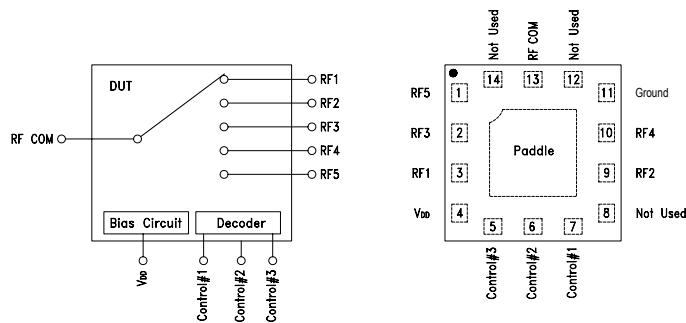 DUT
RF COM
RF1
RF2
RF3
RF4
RF5
Bias Circuit
Decoder
VDD
Control#1
Control#2
Control#3
Not Used
RF COM
Not Used
14
13
12
RF5
1
11
Ground
RF3
2
10
RF4
Paddle
RF1
3
9
RF2
VDD
4
8
Not Used
5
6
7
Control#3
Control#2
Control#1